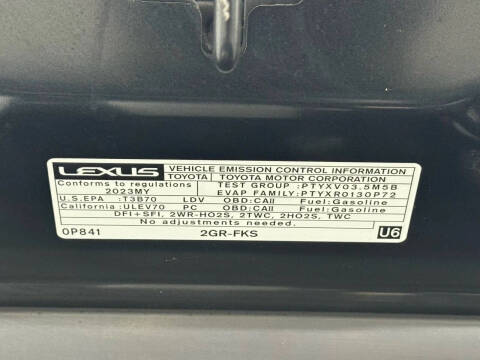 LEXUS VEHICLE EMISSION CONTROL INFORMATION
TOYOTA TOYOTA MOTOR CORPORATION
Conforms to regulations TEST GROUP :PTYXV03.5M5B
2023MY EVAP FAMILY:PTYXR0130P72
U.S.EPA :T3B70 LDV OBD:CAII Fuel:Gasoline
California:ULEV70 PC OBD:CAII Fuel:Gasoline
DFI+SFI, 2WR-HO2S, 2TWC, 2HO2S, TWC
No adjustments needed.
0P841 2GR-FKS U6